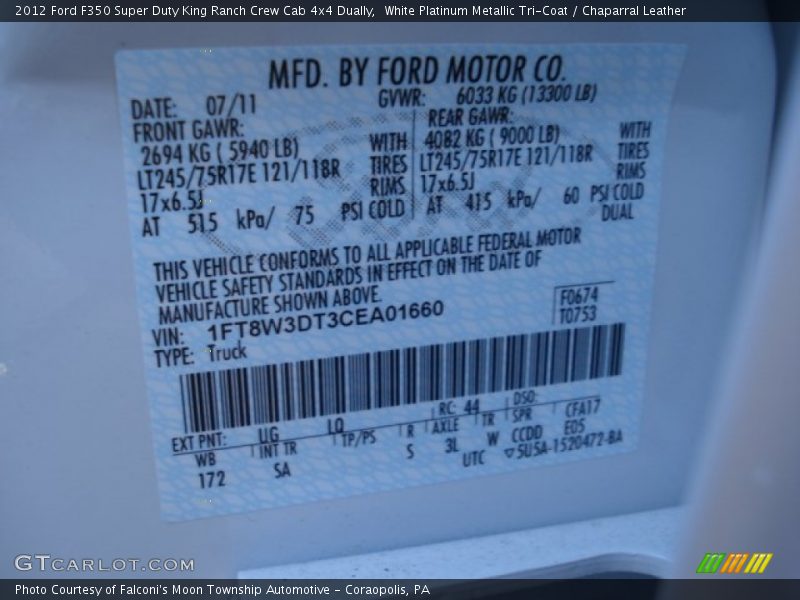 2012 Ford F350 Super Duty King Ranch Crew Cab 4x4 Dually,  White Platinum Metallic Tri-Coat / Chaparral Leather
MFD. BY FORD MOTOR CO.
DATE: 07/11 GVWR: 6033 KG (13300 LB)
FRONT GAWR: REAR GAWR:
2694 KG ( 5940 LB) WITH 4082 KG ( 9000 LB) WITH
LT245/75R17E 121/118R TIRES LT245/75R17E 121/118R TIRES
17x6.5J RIMS 17x6.5J RIMS
AT 515 kPa/ 75 PSI COLD AT 415 kPa/ 60 PSI COLD
DUAL
THIS VEHICLE CONFORMS TO ALL APPLICABLE FEDERAL MOTOR
VEHICLE SAFETY STANDARDS IN EFFECT ON THE DATE OF
MANUFACTURE SHOWN ABOVE.
VIN: 1FT8W3DT3CEA01660 F0674
TYPE: Truck T0753
EXT PNT: UG LQ RC: 44 DSO:
WB INT TR TP/PS R AXLE TR SPR CFA17
172 SA S 3L W CCDD E05
UTC ▽5U5A-1520472-BA
GTCARLOT.COM
Photo Courtesy of Falconi's Moon Township Automotive - Coraopolis, PA